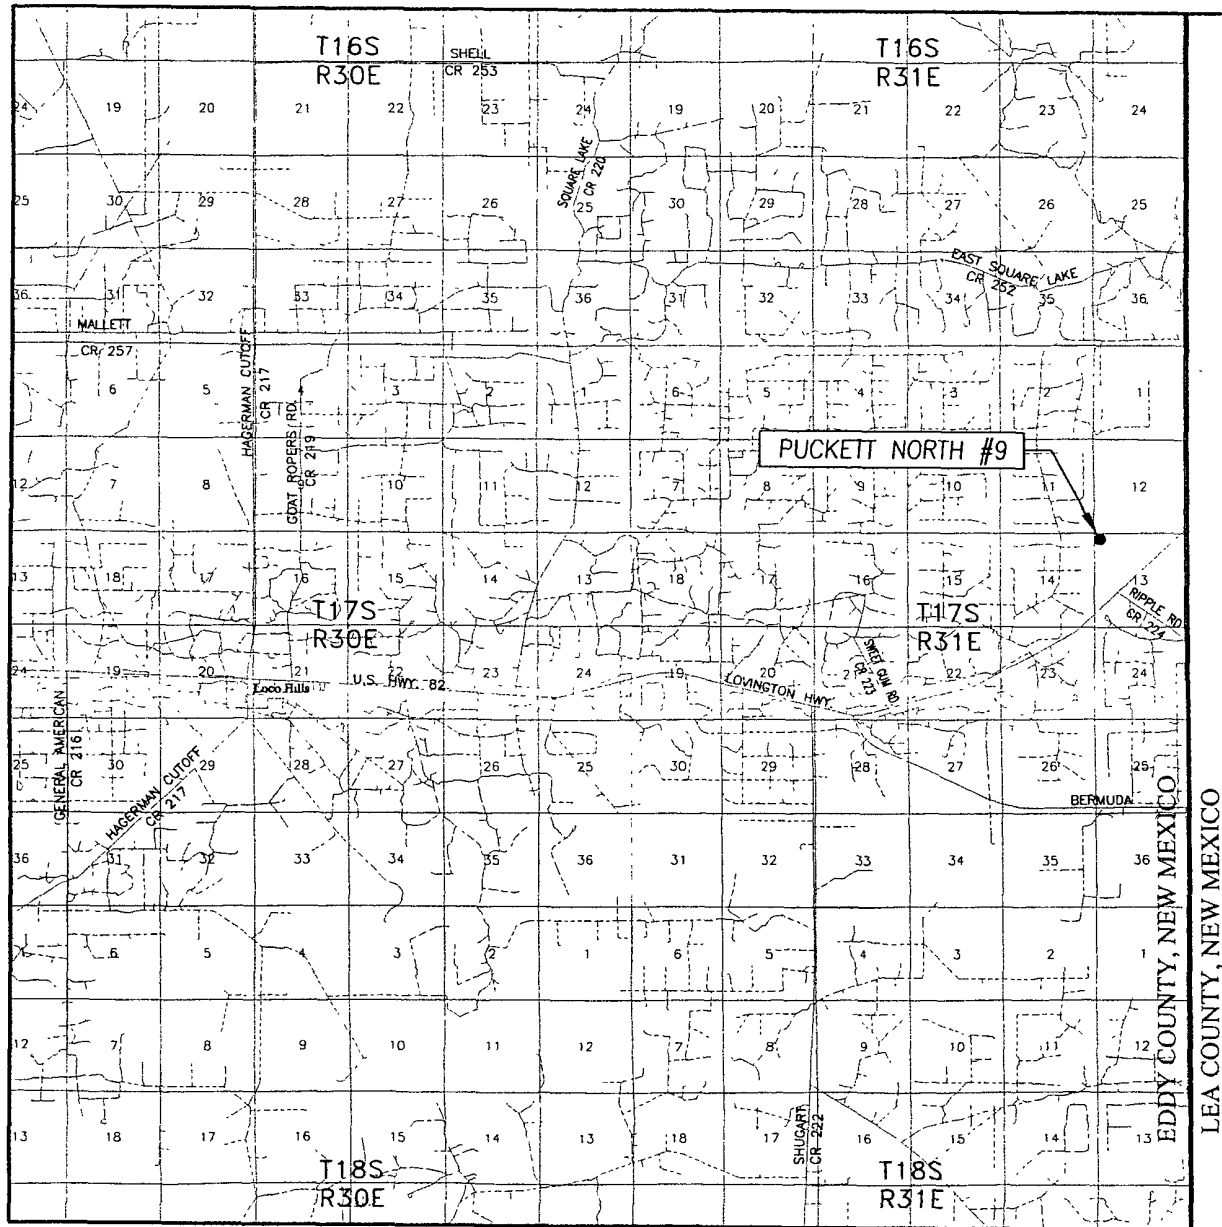 T16S T16S
R30E R31E
SHELL
CR 253
24 19 20 21 22 23 24 19 20 21 22 23 24
SQUARE LAKE
CR 220
25 30 29 28 27 26 25 30 29 28 27 26 25
EAST SQUARE LAKE
CR 252
36 31 32 33 34 35 36 31 32 33 34 35 36
MALLETT
CR 257
HAGERMAN CUTOFF
CR 217
6 5 4 3 2 1 6 5 4 3 2 1
GOAT ROPERS RD.
CR 219
PUCKETT NORTH #9
12 7 8 9 10 11 12 7 8 9 10 11 12
13 18 17 16 15 14 13 18 17 16 15 14 13
RIPPLE RD
CR 224
T17S T17S
R30E R31E
24 19 20 21 22 23 24 19 20 21 22 23
SWEET GUM RD.
CR 223
Loco Hills
U.S. HWY. 82
LOVINGTON HWY
GENERAL AMERICAN
CR 216
25 30 29 28 27 26 25 30 29 28 27 26 25
HAGERMAN CUTOFF
CR 217
BERMUDA
36 31 32 33 34 35 36 31 32 33 34 35 36
1 6 5 4 3 2 1 6 5 4 3 2 1
12 7 8 9 10 11 12 7 8 9 10 11 12
SHUGART
CR 222
13 18 17 16 15 14 13 18 17 16 15 14 13
T18S T18S
R30E R31E
EDDY COUNTY, NEW MEXICO
LEA COUNTY, NEW MEXICO